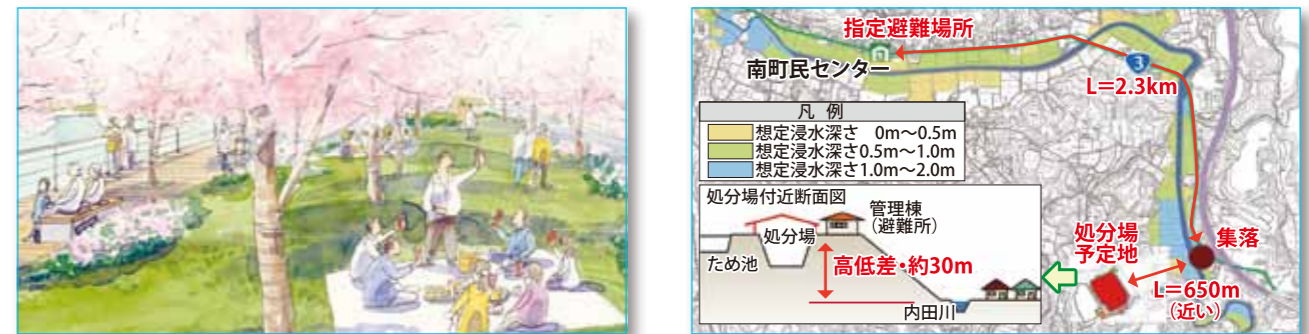 指定避難場所
南町民センター
3
L=2.3km
凡 例
想定浸水深さ 0m～0.5m
想定浸水深さ0.5m～1.0m
想定浸水深さ1.0m～2.0m
処分場付近断面図
管理棟
（避難所）
処分場
ため池
高低差・約30m
内田川
処分場
予定地
集落
L=650m
（近い）